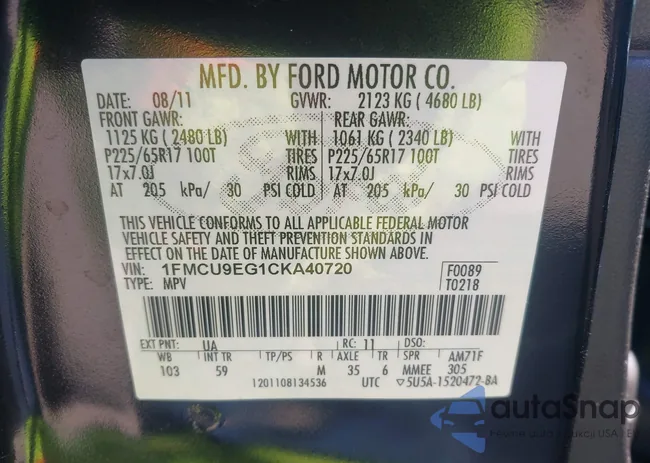 MFD. BY FORD MOTOR CO.
DATE: 08/11 GVWR: 2123 KG ( 4680 LB)
FRONT GAWR: REAR GAWR:
1125 KG ( 2480 LB) WITH 1061 KG ( 2340 LB) WITH
P225/65R17 100T TIRES P225/65R17 100T TIRES
17x7.0J RIMS 17x7.0J RIMS
AT 205 kPa/ 30 PSI COLD AT 205 kPa/ 30 PSI COLD
THIS VEHICLE CONFORMS TO ALL APPLICABLE FEDERAL MOTOR
VEHICLE SAFETY AND THEFT PREVENTION STANDARDS IN
EFFECT ON THE DATE OF MANUFACTURE SHOWN ABOVE.
VIN: 1FMCU9EG1CKA40720 F0089
TYPE: MPV T0218
EXT PNT: UA RC: 11 DSO:
WB INT TR TP/PS R AXLE TR SPR AM71F
103 59 M 35 6 MMEE 305
1201108134536 UTC ▽5U5A-1520472-BA
autoSnap
USA